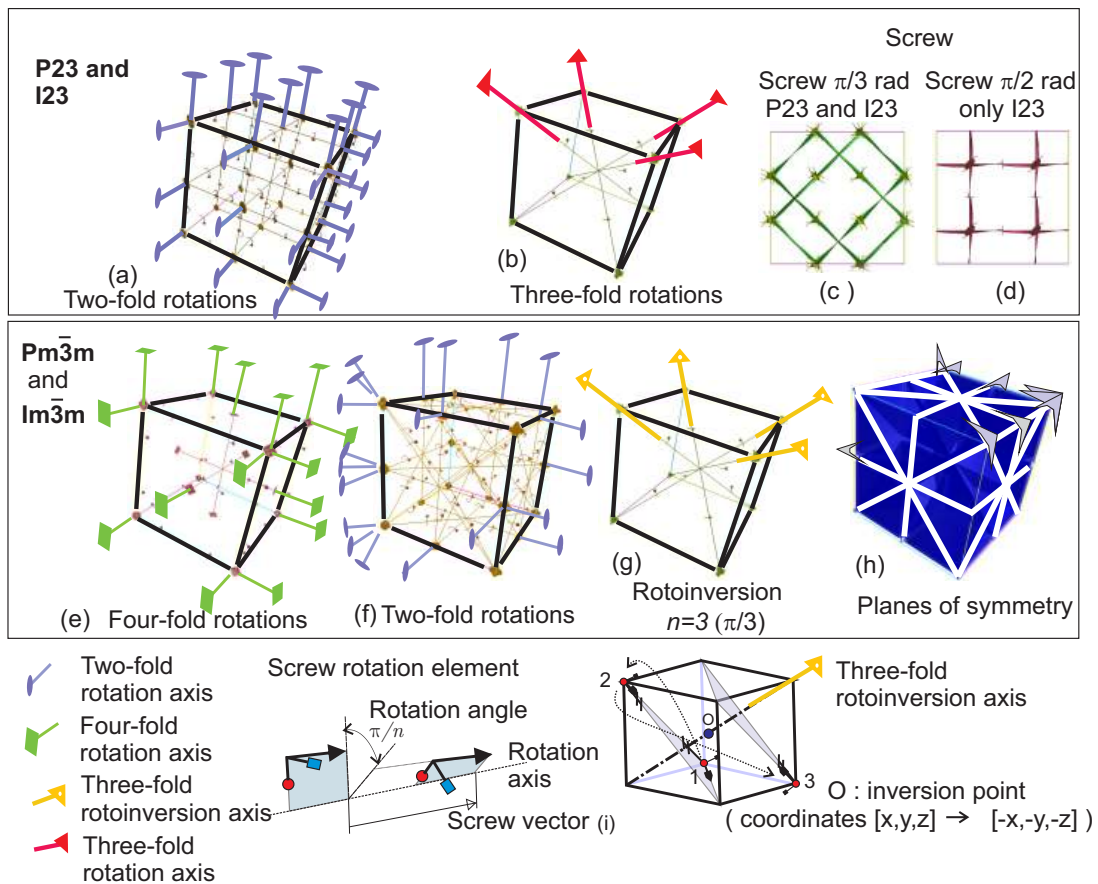 P23 and
I23
(a)
Two-fold rotations
(b)
Three-fold rotations
Screw
Screw π/3 rad
P23 and I23
(c )
Screw π/2 rad
only I23
(d)
Pm3̅m
and
Im3̅m
(e) Four-fold rotations
(f) Two-fold rotations
(g)
Rotoinversion
n=3 (π/3)
(h)
Planes of symmetry
Two-fold
rotation axis
Four-fold
rotation axis
Three-fold
rotoinversion axis
Three-fold
rotation axis
Screw rotation element
Rotation angle
π/n
Rotation
axis
Screw vector (i)
2
O
1
3
Three-fold
rotoinversion axis
O : inversion point
( coordinates [x,y,z] → [-x,-y,-z] )